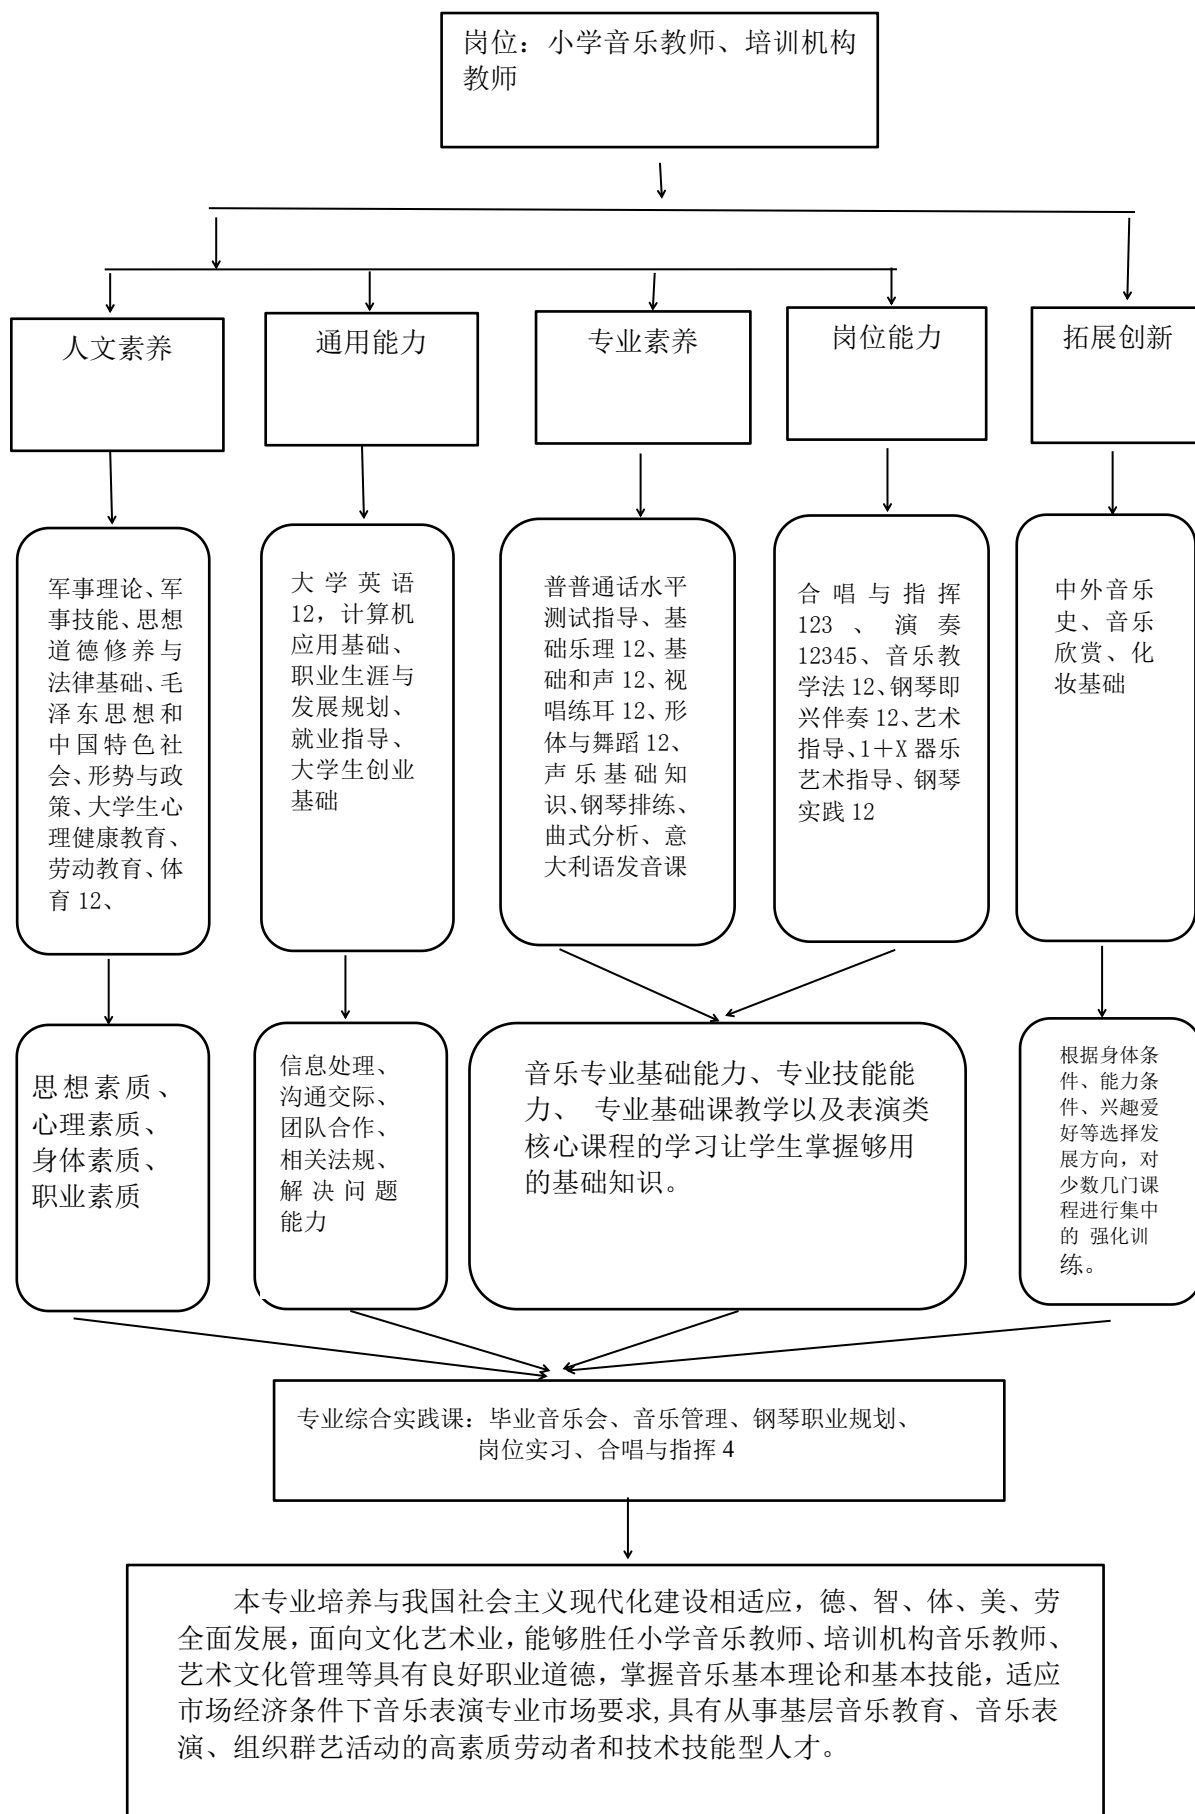 岗位：小学音乐教师、培训机构
教师
人文素养
通用能力
专业素养
岗位能力
拓展创新
军事理论、军
事技能、思想
道德修养与
法律基础、毛
泽东思想和
中国特色社
会、形势与政
策、大学生心
理健康教育、
劳动教育、体
育 12、
大学英语
12，计算机
应用基础、
职业生涯与
发展规划、
就业指导、
大学生创业
基础
普普通话水平
测试指导、基
础乐理 12、基
础和声 12、视
唱练耳 12、形
体与舞蹈 12、
声乐基础知
识、钢琴排练、
曲式分析、意
大利语发音课
合唱与指挥
123、演奏
12345、音乐教
学法 12、钢琴即
兴伴奏 12、艺术
指导、1+X 器乐
艺术指导、钢琴
实践 12
中外音乐
史、音乐
欣赏、化
妆基础
思想素质、
心理素质、
身体素质、
职业素质
信息处理、
沟通交际、
团队合作、
相关法规、
解决问题
能力
音乐专业基础能力、专业技能能
力、 专业基础课教学以及表演类
核心课程的学习让学生掌握够用
的基础知识。
根据身体条
件、能力条
件、兴趣爱
好等选择发
展方向，对
少数几门课
程进行集中
的 强化训
练。
专业综合实践课：毕业音乐会、音乐管理、钢琴职业规划、
岗位实习、合唱与指挥 4
本专业培养与我国社会主义现代化建设相适应，德、智、体、美、劳
全面发展，面向文化艺术业，能够胜任小学音乐教师、培训机构音乐教师、
艺术文化管理等具有良好职业道德，掌握音乐基本理论和基本技能，适应
市场经济条件下音乐表演专业市场要求,具有从事基层音乐教育、音乐表
演、组织群艺活动的高素质劳动者和技术技能型人才。